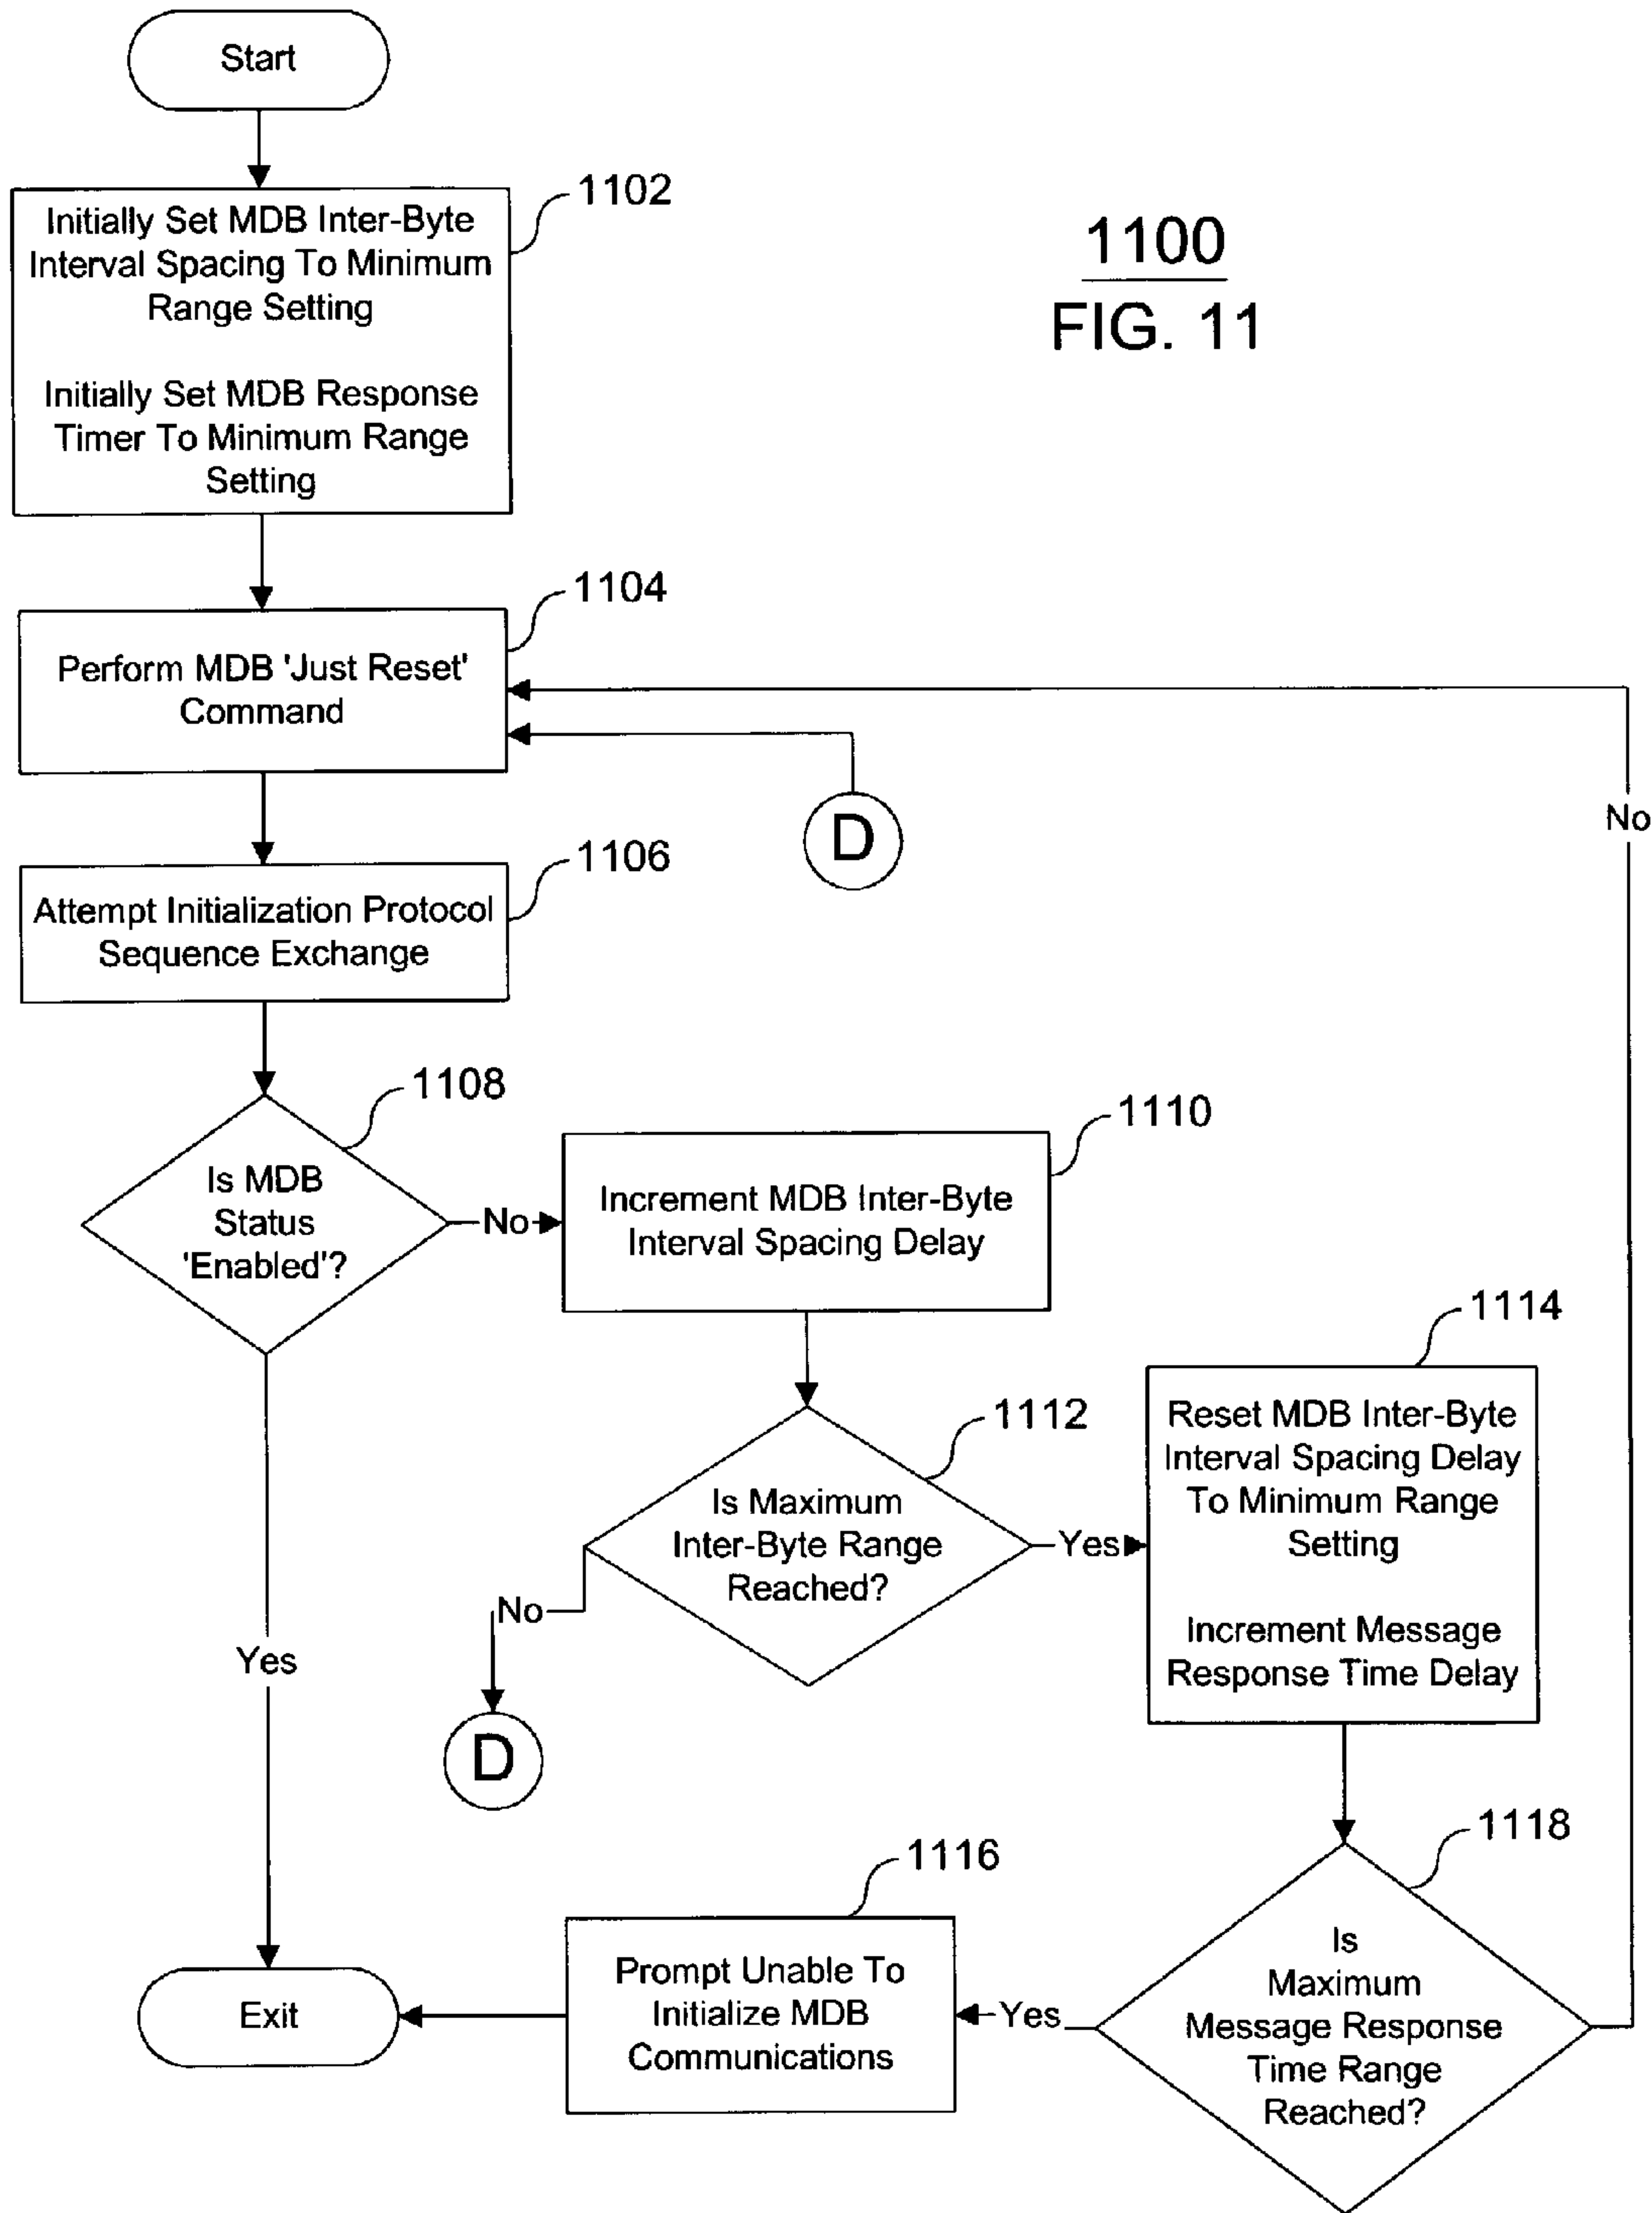 Start
1102
Initially Set MDB Inter-Byte
Interval Spacing To Minimum
Range Setting
Initially Set MDB Response
Timer To Minimum Range
Setting
1100
FIG. 11
1104
Perform MDB 'Just Reset'
Command
D
No
1106
Attempt Initialization Protocol
Sequence Exchange
1108
Is MDB
Status
'Enabled'?
No
1110
Increment MDB Inter-Byte
Interval Spacing Delay
1112
Is Maximum
Inter-Byte Range
Reached?
Yes
No
D
1114
Reset MDB Inter-Byte
Interval Spacing Delay
To Minimum Range
Setting
Increment Message
Response Time Delay
Yes
1118
Is
Maximum
Message Response
Time Range
Reached?
Yes
1116
Prompt Unable To
Initialize MDB
Communications
Exit